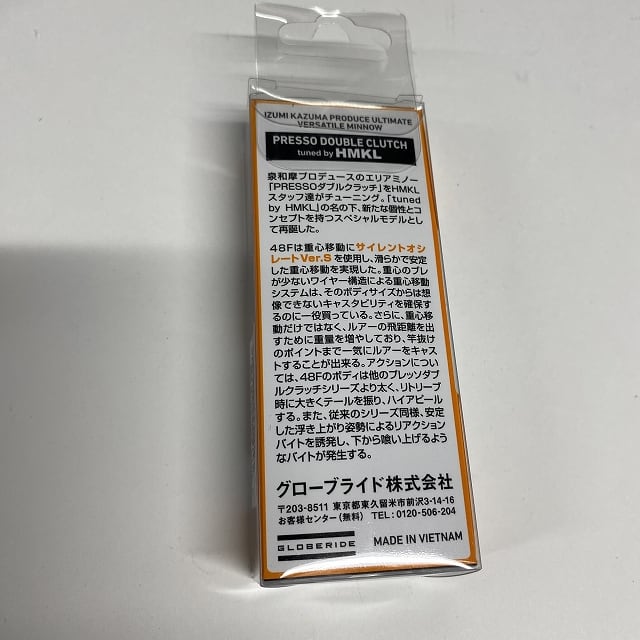 IZUMI KAZUMA PRODUCE ULTIMATE
VERSATILE MINNOW
PRESSO DOUBLE CLUTCH
tuned by HMKL
泉和摩プロデュースのエリアミノー
「PRESSOダブルクラッチ」をHMKL
スタッフ達がチューニング。「tuned
by HMKL」の名の下、新たな個性とコ
ンセプトを持つスペシャルモデルとし
て再誕した。
48Fは重心移動にサイレントオシ
レートVer.Sを使用し、滑らかで安定
した重心移動を実現した。重心のブレ
が少ないワイヤー構造による重心移動
システムは、そのボディサイズからは想
像できないキャスタビリティを確保す
るのに一役買っている。さらに、重心移
動だけではなく、ルアーの飛距離を出
すために重量を増やしており、竿抜け
のポイントまで一気にルアーをキャス
トすることが出来る。アクションについ
ては、48Fのボディは他のプレッソダブ
ルクラッチシリーズより太く、リトリーブ
時に大きくテールを振り、ハイアピール
する。また、従来のシリーズ同様、安定
した浮き上がり姿勢によるリアクション
バイトを誘発し、下から喰い上げるよう
なバイトが発生する。
グローブライド株式会社
〒203-8511 東京都東久留米市前沢3-14-16
お客様センター(無料) TEL:0120-506-204
GLOBERIDE MADE IN VIETNAM